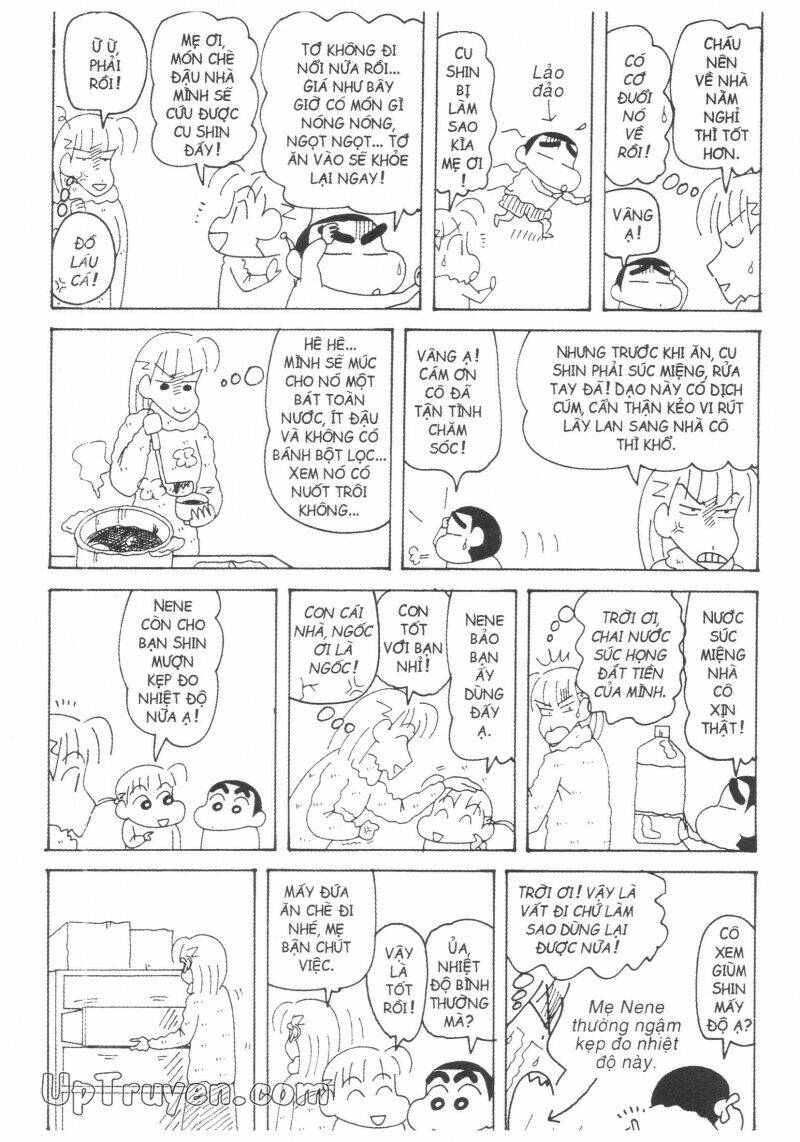 CHÁU
NÊN
VỀ NHÀ
NẰM
NGHỈ
THÌ TỐT
HƠN.
CÓ
CỚ
ĐUỔI
NÓ
VỀ RỒI!
VÂNG
Ạ!
Lảo
đảo
CU
SHIN
BỊ
LÀM
SAO
KÌA
MẸ ƠI
!
TỚ KHÔNG ĐI
NỔI NỮA RỒI...
GIÁ NHƯ BÂY
GIỜ CÓ MÓN GÌ
NÓNG NÓNG,
NGỌT NGỌT... TỚ
ĂN VÀO SẼ KHỎE
LẠI NGAY!
MẸ ƠI,
MÓN CHÈ
ĐẬU NHÀ
MÌNH SẼ
CỨU ĐƯỢC
CU SHIN
ĐẤY!
Ừ Ừ,
PHẢI
RỒI!
ĐỒ
LÁU
CÁ!
NHƯNG TRƯỚC KHI ĂN, CU
SHIN PHẢI SÚC MIỆNG, RỬA
TAY ĐÃ! DẠO NÀY CÓ DỊCH
CÚM, CẨN THẬN KẺO VI RÚT
LÂY LAN SANG NHÀ CÔ
THÌ KHỔ.
VÂNG Ạ!
CÁM ƠN
CÔ ĐÃ
TẬN TÌNH
CHĂM
SÓC!
HÊ HÊ...
MÌNH SẼ MÚC
CHO NÓ MỘT
BÁT TOÀN
NƯỚC, ÍT ĐẬU
VÀ KHÔNG CÓ
BÁNH BỘT LỌC...
XEM NÓ CÓ
NUỐT TRÔI
KHÔNG...
NƯỚC
SÚC
MIỆNG
NHÀ
CÔ
XỊN
THẬT!
TRỜI ƠI,
CHAI NƯỚC
SÚC HỌNG
ĐẮT TIỀN
CỦA MÌNH.
NENE
BẢO
BẠN
ẤY
DÙNG
ĐẤY
Ạ.
CON
TỐT
VỚI BẠN
NHỈ!
CON CÁI
NHÀ, NGỐC
ƠI LÀ
NGỐC!
NENE
CÒN CHO
BẠN SHIN
MƯỢN
KẸP ĐO
NHIỆT ĐỘ
NỮA Ạ!
CÔ
XEM
GIÙM
SHIN
MẤY
ĐỘ Ạ?
TRỜI ƠI! VẬY LÀ
VẤT ĐI CHỨ LÀM
SAO DÙNG LẠI
ĐƯỢC NỮA!
Mẹ Nene
thường ngậm
kẹp đo nhiệt
độ này.
ỦA,
NHIỆT
ĐỘ BÌNH
THƯỜNG
MÀ?
VẬY
LÀ
TỐT
RỒI!
MẤY ĐỨA
ĂN CHÈ ĐI
NHÉ, MẸ
BẬN CHÚT
VIỆC.
UpTruyen.com